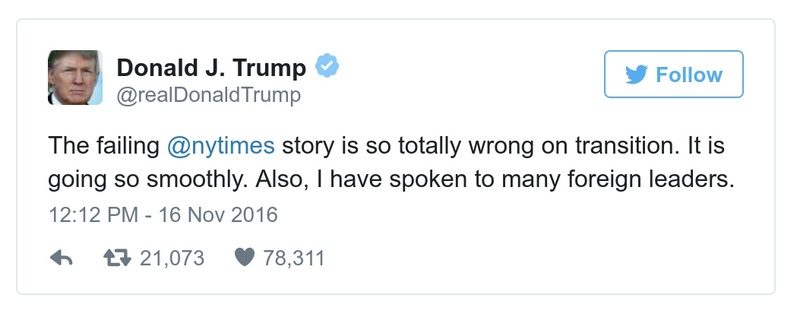 Donald J. Trump
@realDonaldTrump
Follow
The failing @nytimes story is so totally wrong on transition. It is
going so smoothly. Also, I have spoken to many foreign leaders.
12:12 PM - 16 Nov 2016
21,073 78,311